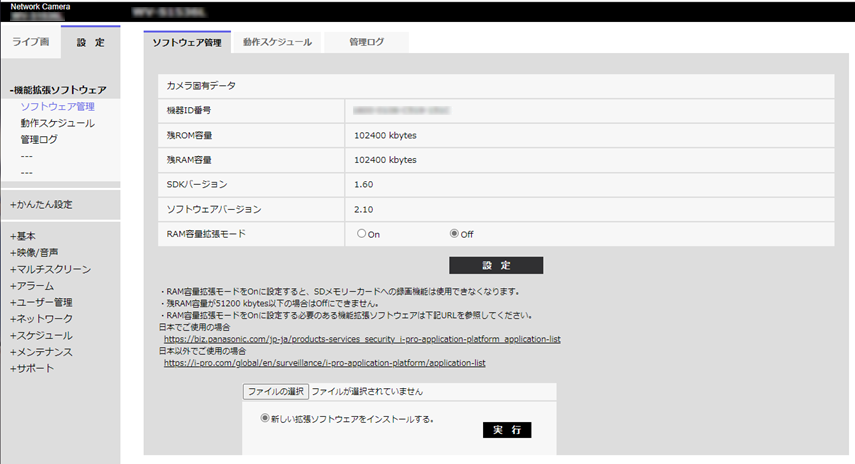 Network Camera
ライブ画
設 定
ソフトウェア管理
動作スケジュール
管理ログ
-機能拡張ソフトウェア
ソフトウェア管理
動作スケジュール
管理ログ
---
---
+かんたん設定
+基本
+映像/音声
+マルチスクリーン
+アラーム
+ユーザー管理
+ネットワーク
+スケジュール
+メンテナンス
+サポート
カメラ固有データ
機器ID番号
残ROM容量 102400 kbytes
残RAM容量 102400 kbytes
SDKバージョン 1.60
ソフトウェアバージョン 2.10
RAM容量拡張モード On Off
設 定
・RAM容量拡張モードをOnに設定すると、SDメモリーカードへの録画機能は使用できなくなります。
・残RAM容量が51200 kbytes以下の場合はOffにできません。
・RAM容量拡張モードをOnに設定する必要のある機能拡張ソフトウェアは下記URLを参照してください。
日本でご使用の場合
https://biz.panasonic.com/jp-ja/products-services_security_i-pro-application-platform_application-list
日本以外でご使用の場合
https://i-pro.com/global/en/surveillance/i-pro-application-platform/application-list
ファイルの選択 ファイルが選択されていません
新しい拡張ソフトウェアをインストールする。
実 行